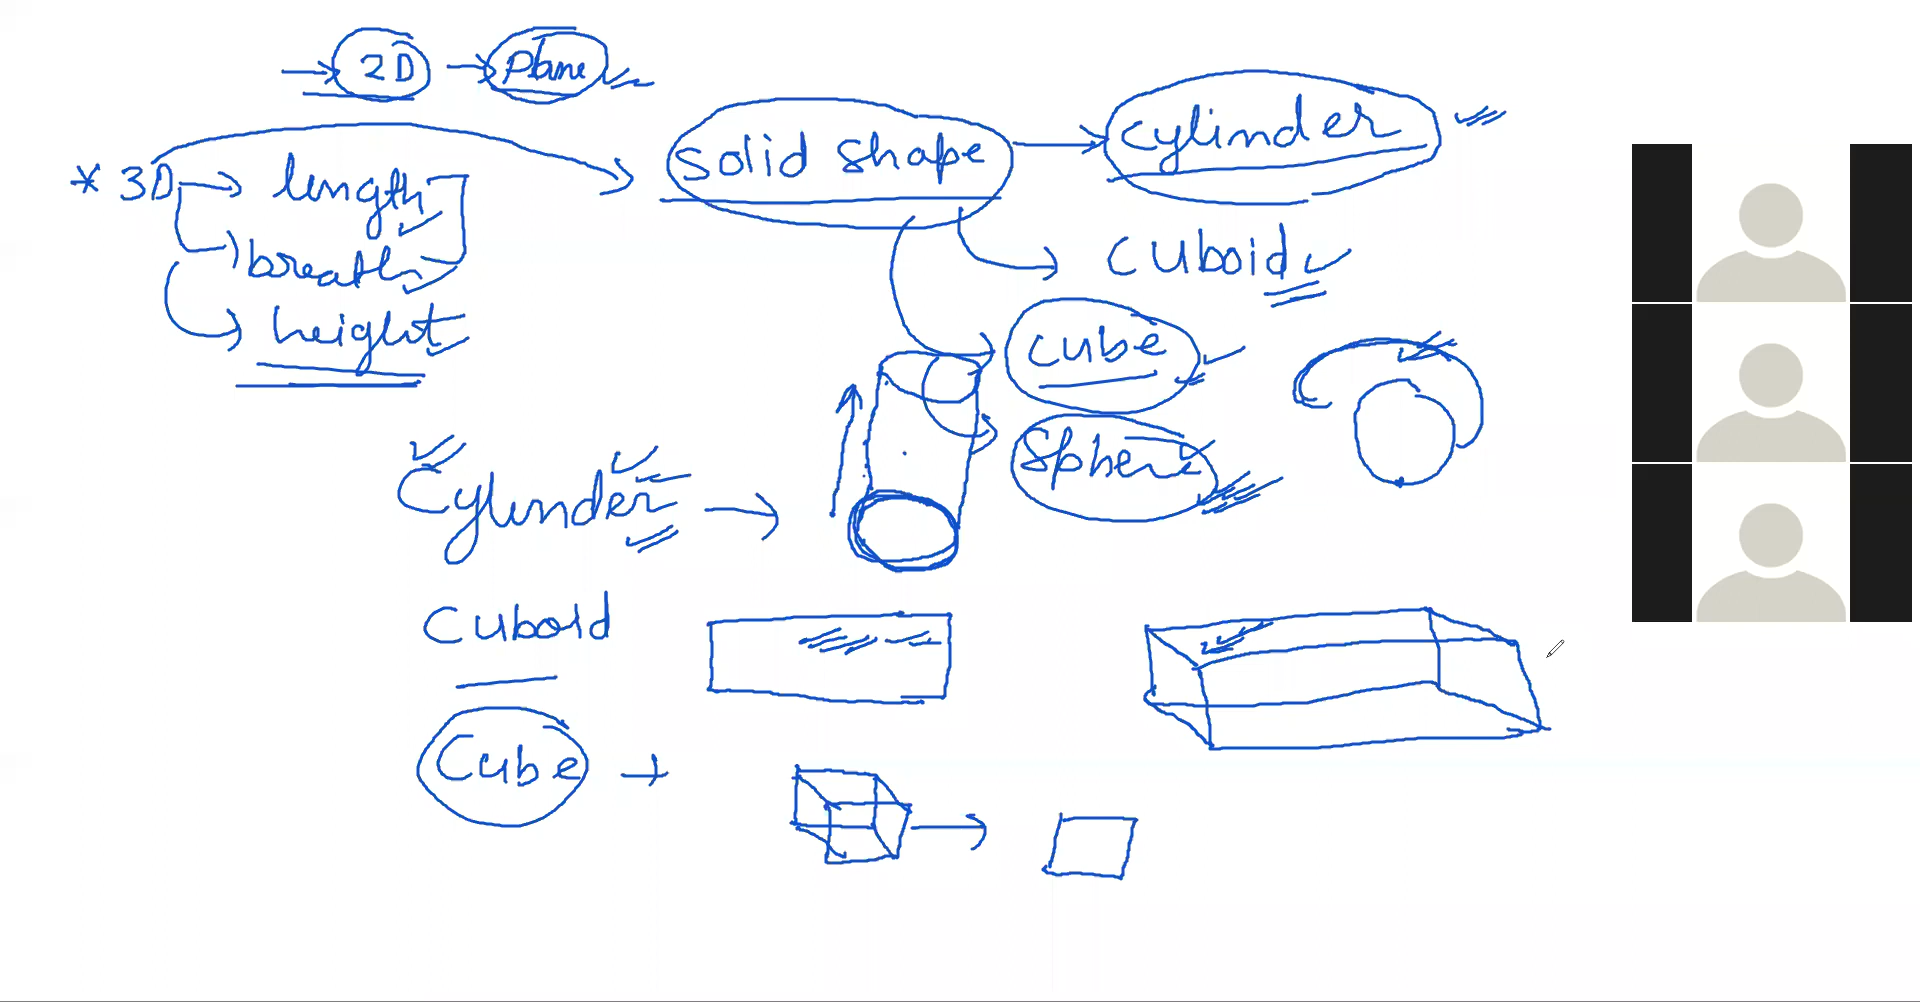 → 2D → Plane
* 3D → length
breath
height
solid shape → cylinder
cuboid
cube
Sphere
Cylinder →
Cuboid
Cube →